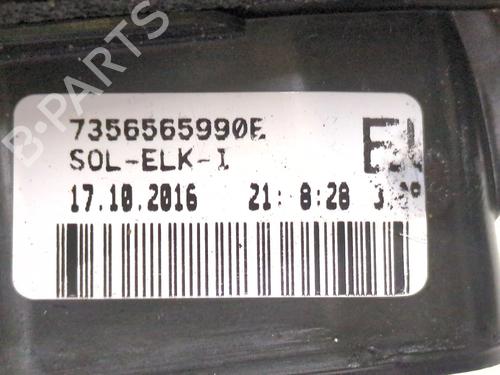 B-PARTS
7356565990E
SOL-ELK-I
17.10.2016 21: 8:28